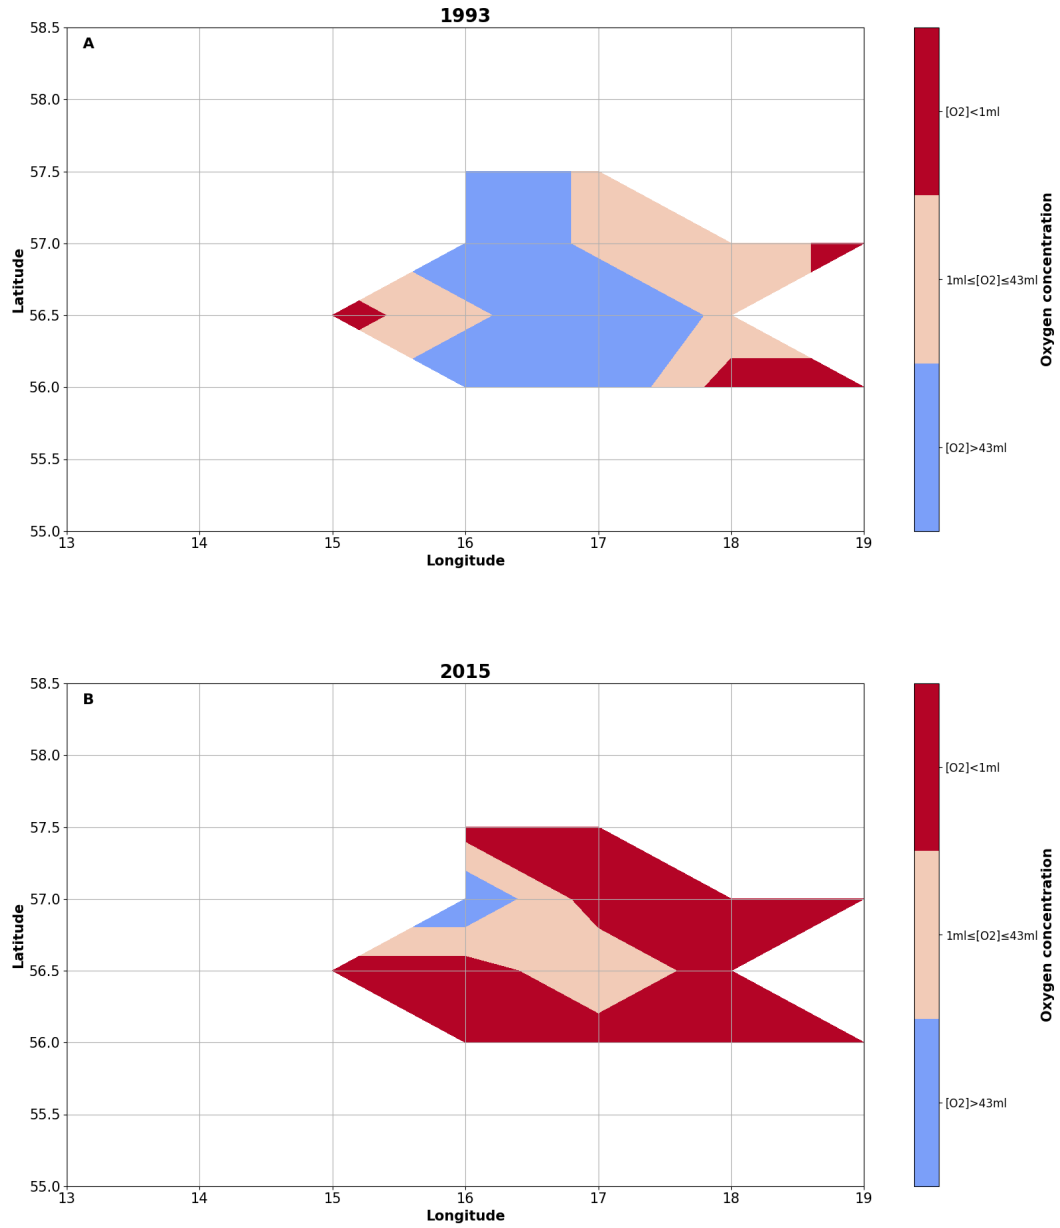 1993
A
58.5
58.0
57.5
57.0
56.5
56.0
55.5
55.0
Latitude
13 14 15 16 17 18 19
Longitude
[O2]<1ml
1ml≤[O2]≤43ml
[O2]>43ml
Oxygen concentration
2015
B
58.5
58.0
57.5
57.0
56.5
56.0
55.5
55.0
Latitude
13 14 15 16 17 18 19
Longitude
[O2]<1ml
1ml≤[O2]≤43ml
[O2]>43ml
Oxygen concentration